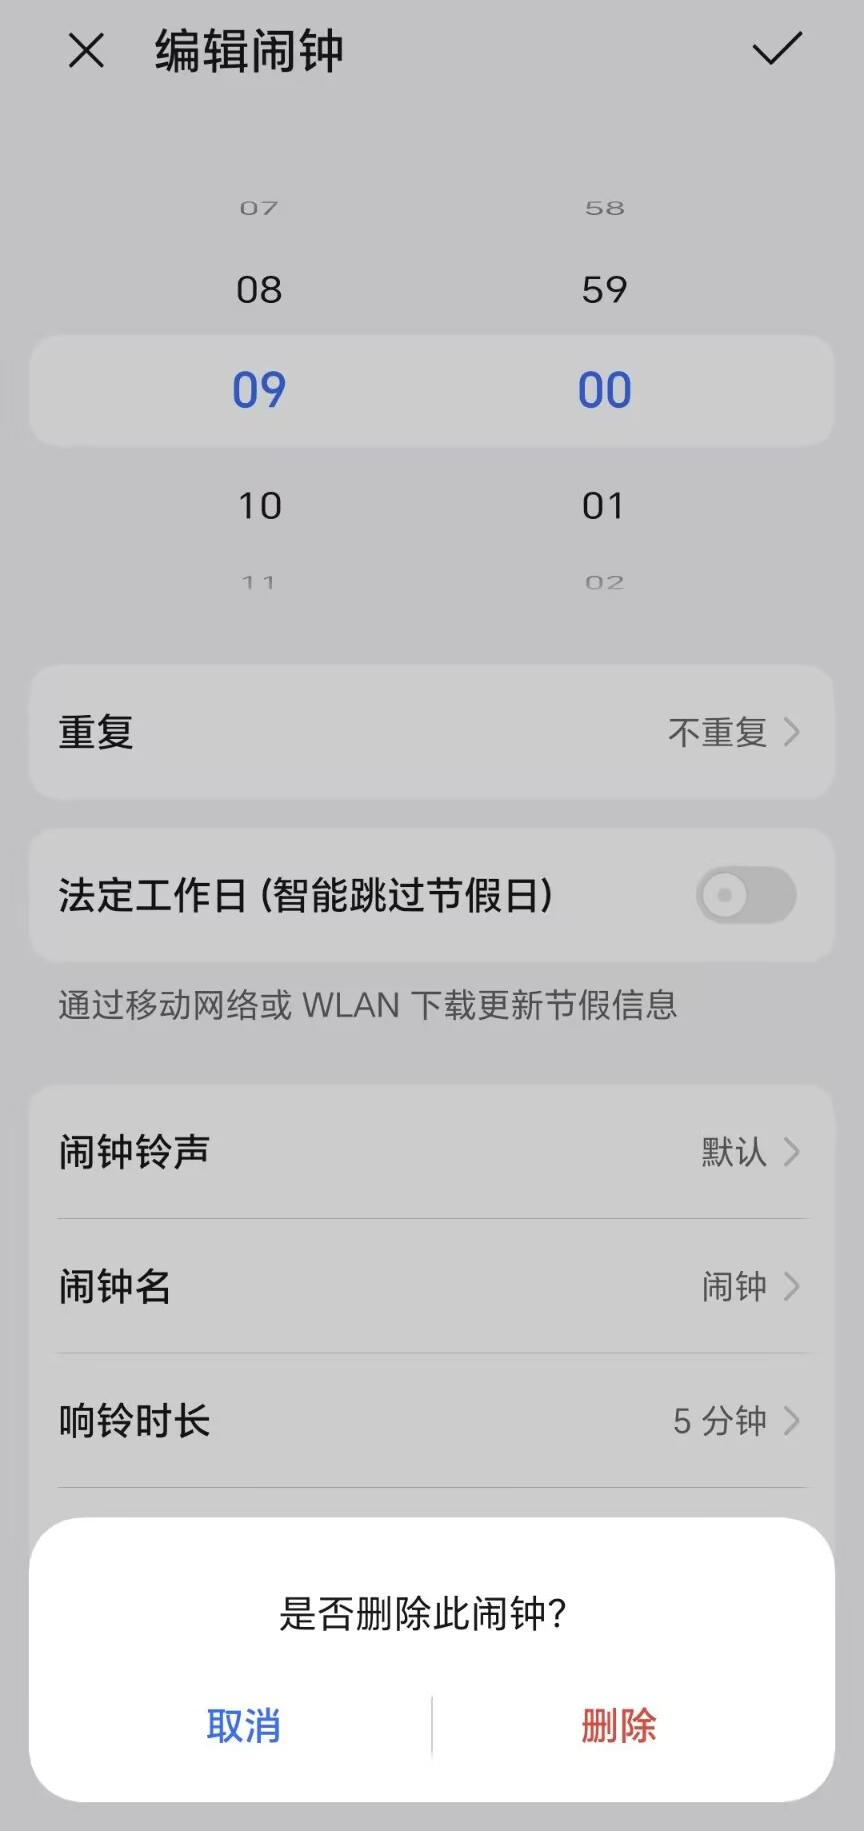 编辑闹钟
07 58
08 59
09 00
10 01
11 02
重复 不重复
法定工作日 (智能跳过节假日)
通过移动网络或 WLAN 下载更新节假信息
闹钟铃声 默认
闹钟名 闹钟
响铃时长 5 分钟
是否删除此闹钟?
取消 删除